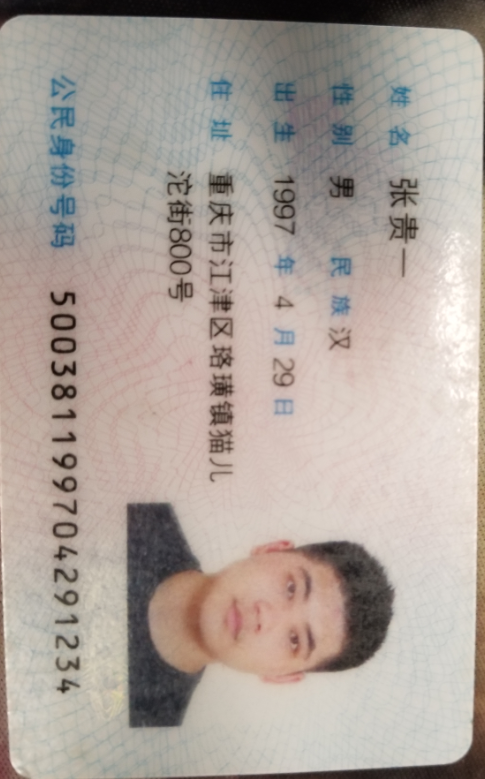 姓名 张贵一
性别 男 民族 汉
出生 1997 年 4 月 29 日
住址 重庆市江津区珞璜镇猫儿
沱街800号
公民身份号码 500381199704291234